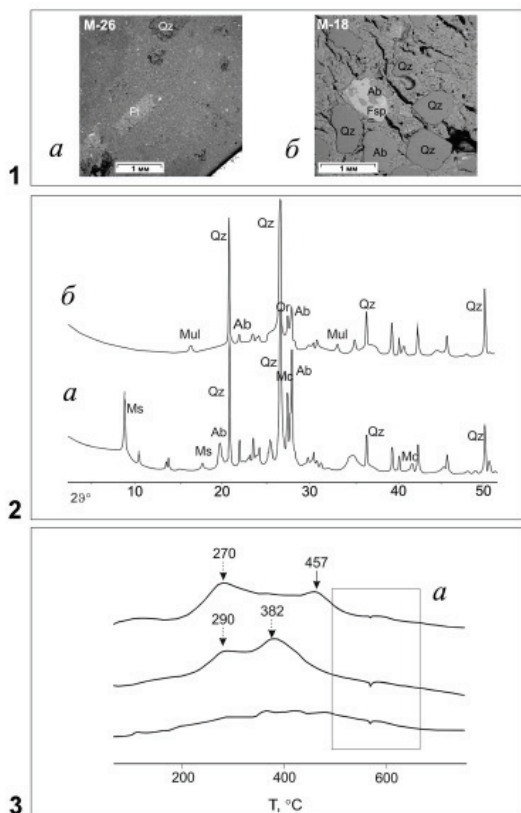 M-26
Qz
Pl
а
1 мм
M-18
Qz
Ab
Fsp
Qz
Qz
Ab
Qz
б
1 мм
1
Qz
Qz
б
Mul
Ab
Or
Ab
Mul
Qz
Qz
а
Ms
Qz
Ab
Ms
Qz
Mc
Ab
Qz
Mc
Qz
2θ°
10
20
30
40
50
2
270
457
а
290
382
200
400
600
T, °C
3